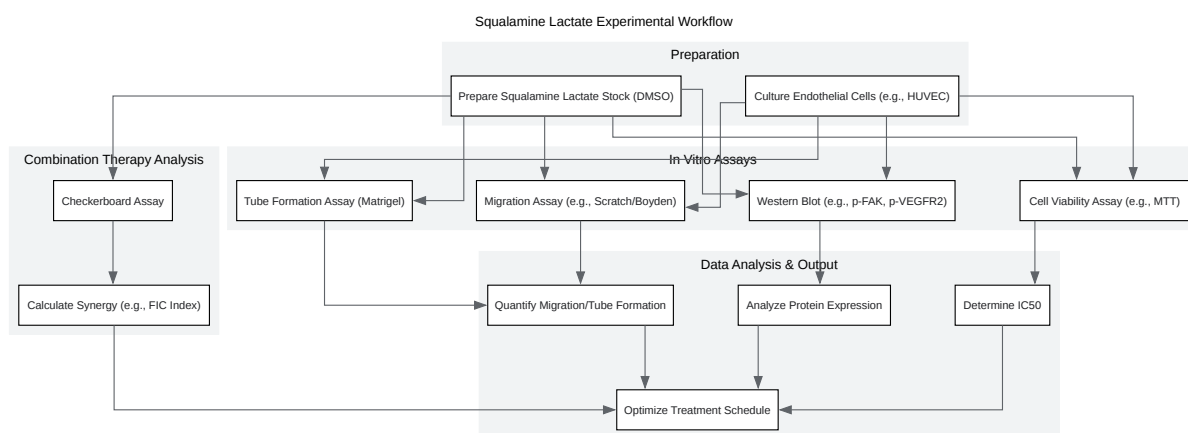 Squalamine Lactate Experimental Workflow
Preparation
Prepare Squalamine Lactate Stock (DMSO)
Culture Endothelial Cells (e.g., HUVEC)
Combination Therapy Analysis
In Vitro Assays
Checkerboard Assay
Tube Formation Assay (Matrigel)
Migration Assay (e.g., Scratch/Boyden)
Western Blot (e.g., p-FAK, p-VEGFR2)
Cell Viability Assay (e.g., MTT)
Data Analysis & Output
Calculate Synergy (e.g., FIC Index)
Quantify Migration/Tube Formation
Analyze Protein Expression
Determine IC50
Optimize Treatment Schedule